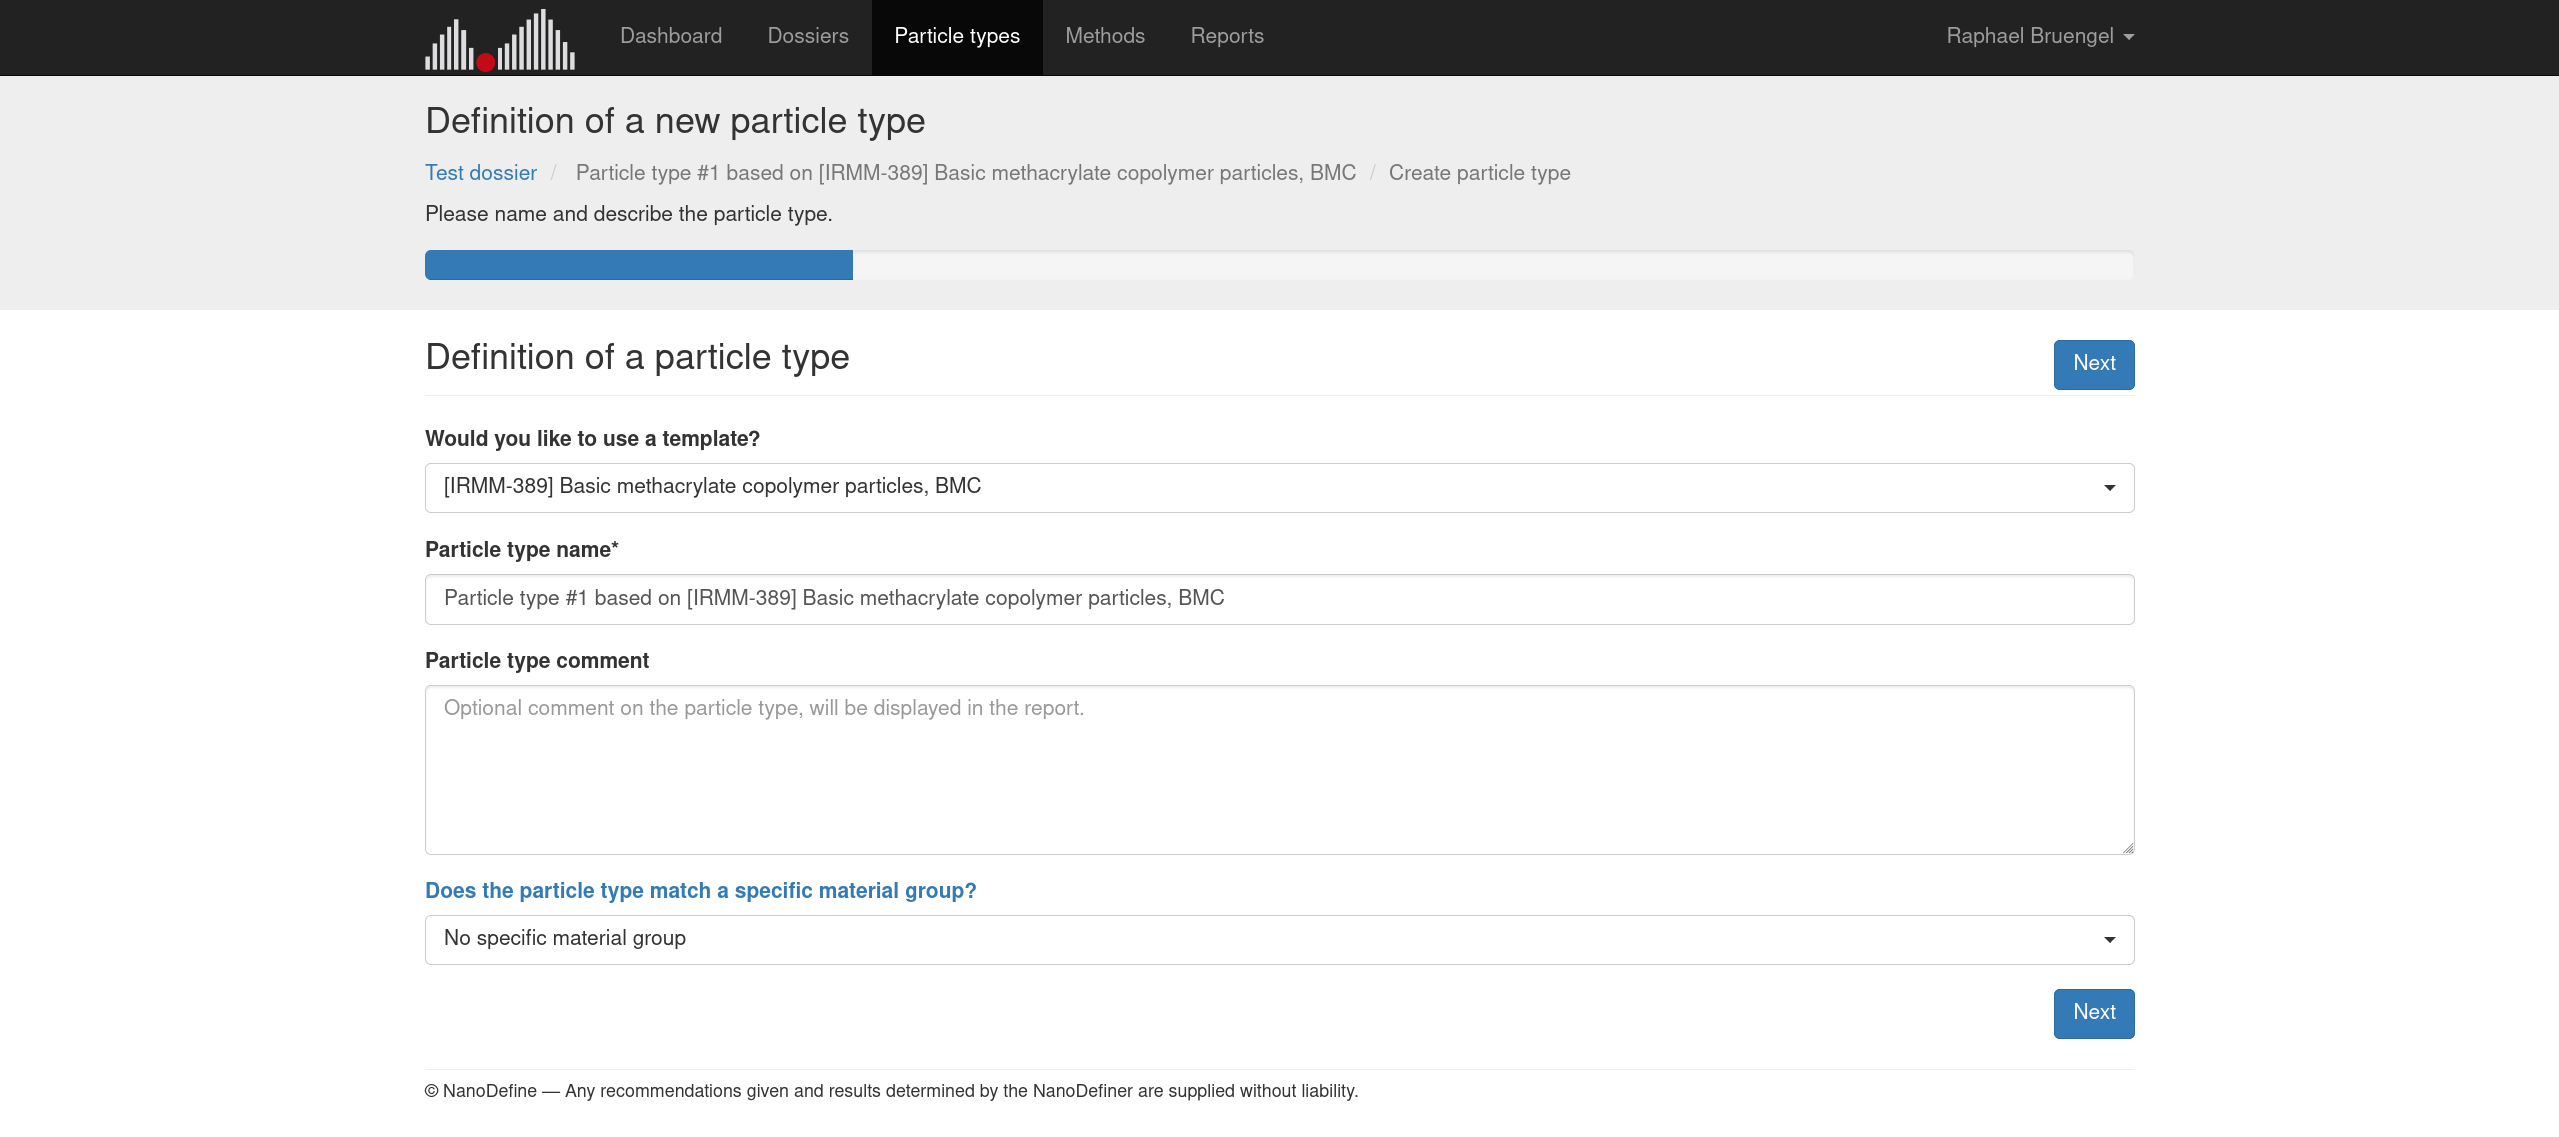 Dashboard Dossiers Particle types Methods Reports Raphael Bruengel
Definition of a new particle type
Test dossier / Particle type #1 based on [IRMM-389] Basic methacrylate copolymer particles, BMC / Create particle type
Please name and describe the particle type.
Definition of a particle type Next
Would you like to use a template?
[IRMM-389] Basic methacrylate copolymer particles, BMC
Particle type name*
Particle type #1 based on [IRMM-389] Basic methacrylate copolymer particles, BMC
Particle type comment
Optional comment on the particle type, will be displayed in the report.
Does the particle type match a specific material group?
No specific material group
Next
© NanoDefine — Any recommendations given and results determined by the NanoDefiner are supplied without liability.